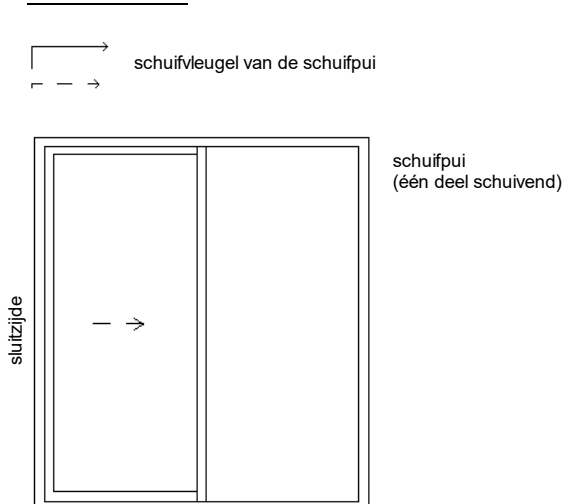 schuifvleugel van de schuifpui
schuifpui
(één deel schuivend)
sluitzijde